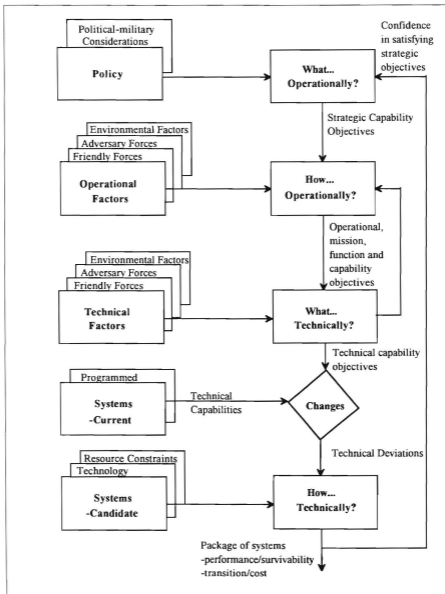 Political-military
Considerations
Policy
What...
Operationally?
Confidence
in satisfying
strategic
objectives
Strategic Capability
Objectives
Environmental Factors
Adversary Forces
Friendly Forces
Operational
Factors
How...
Operationally?
Operational,
mission,
function and
capability
objectives
Environmental Factors
Adversary Forces
Friendly Forces
Technical
Factors
What...
Technically?
Technical capability
objectives
Programmed
Systems
-Current
Technical
Capabilities
Changes
Technical Deviations
Resource Constraints
Technology
Systems
-Candidate
How...
Technically?
Package of systems
-performance/survivability
-transition/cost